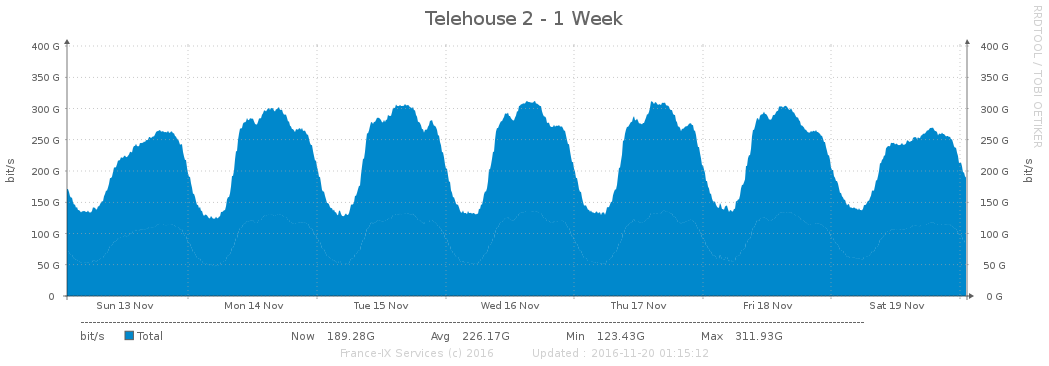 Telehouse 2 - 1 Week
RRDTOOL / TOBI OETIKER
400 G 400 G
350 G 350 G
300 G 300 G
250 G 250 G
200 G 200 G
150 G 150 G
100 G 100 G
50 G 50 G
0 0 G
bit/s
bit/s
Sun 13 Nov Mon 14 Nov Tue 15 Nov Wed 16 Nov Thu 17 Nov Fri 18 Nov Sat 19 Nov
bit/s Total Now 189.28G Avg 226.17G Min 123.43G Max 311.93G
France-IX Services (c) 2016 Updated : 2016-11-20 01:15:12